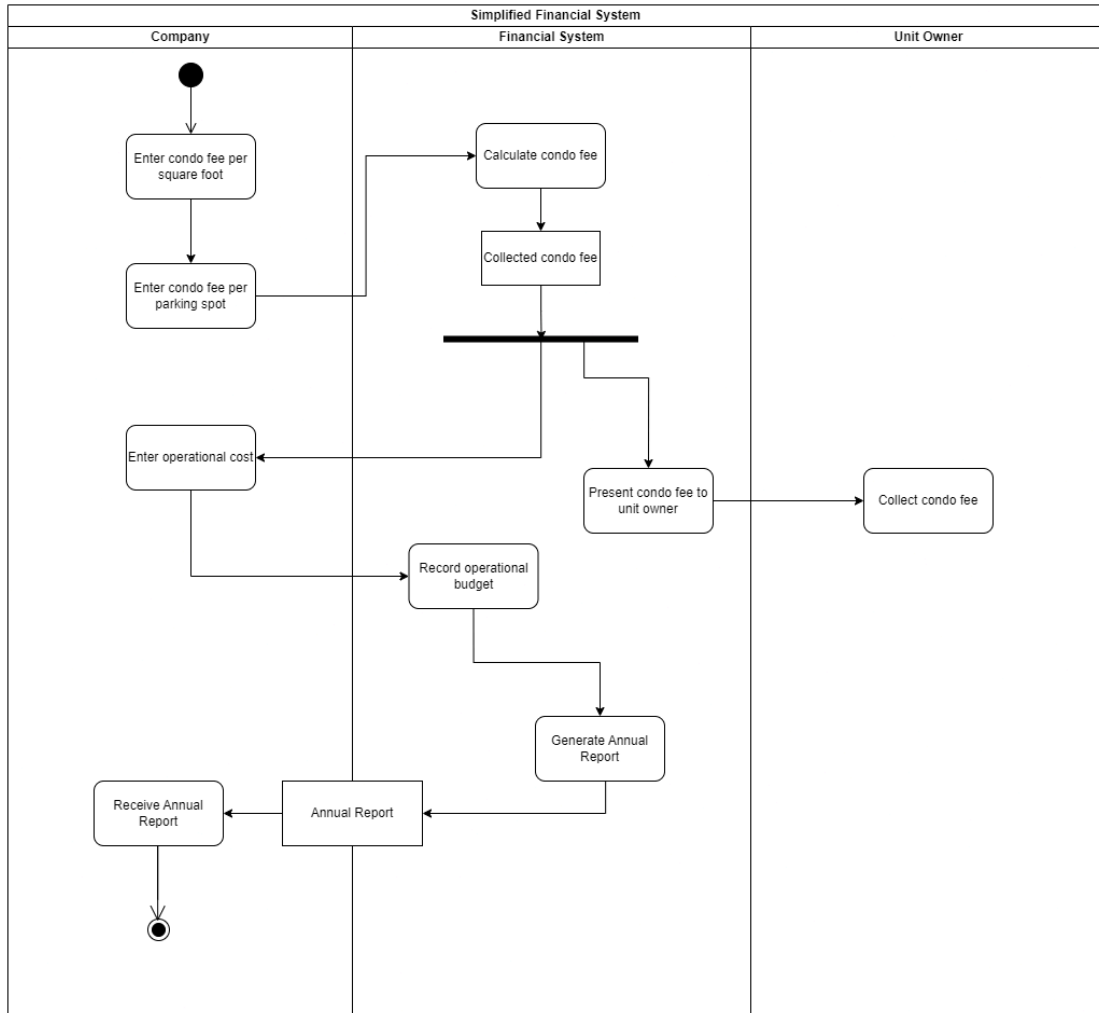 Simplified Financial System
Company
Financial System
Unit Owner
Enter condo fee per
square foot
Calculate condo fee
Collected condo fee
Enter condo fee per
parking spot
Enter operational cost
Present condo fee to
unit owner
Collect condo fee
Record operational
budget
Generate Annual
Report
Annual Report
Receive Annual
Report